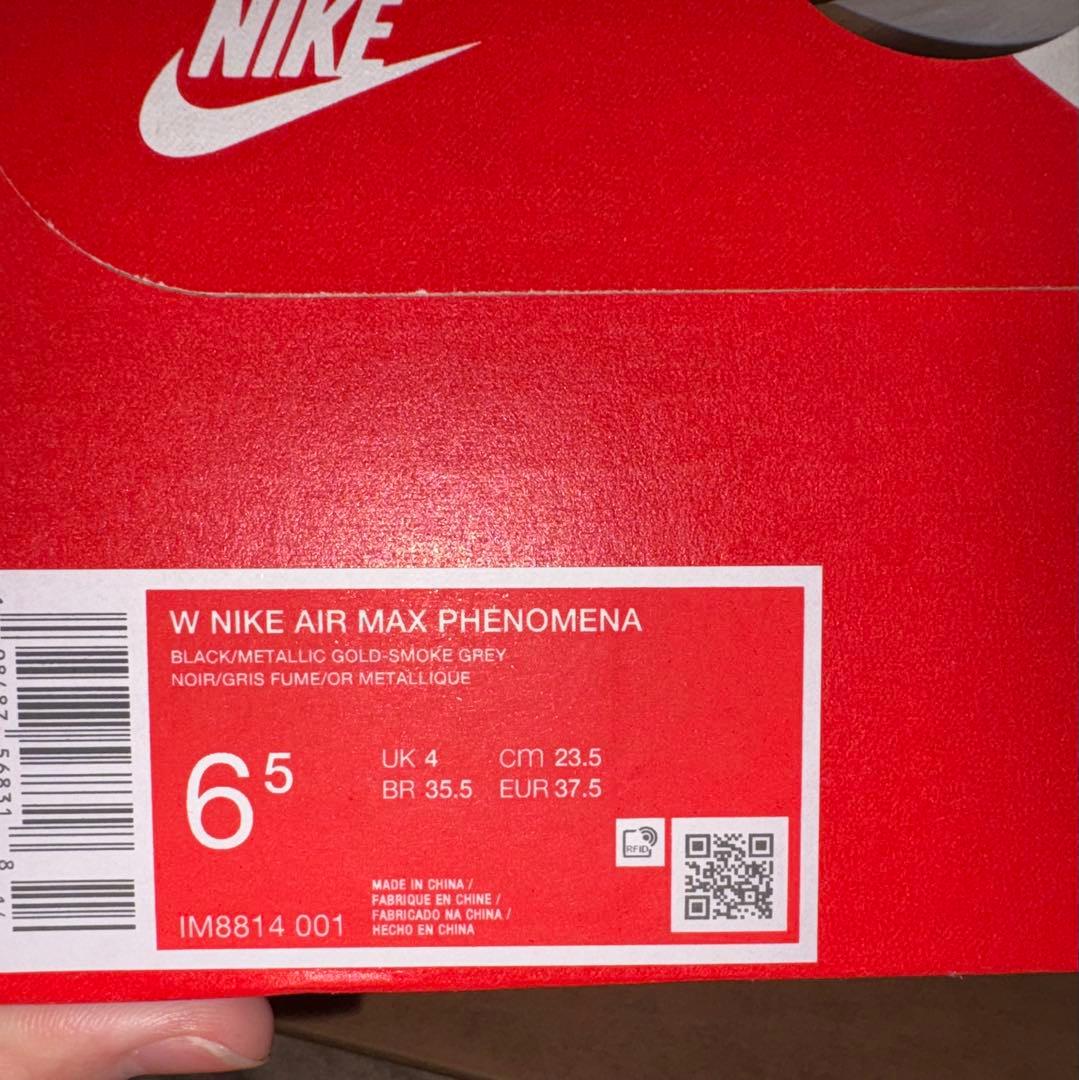 NIKE
W NIKE AIR MAX PHENOMENA
BLACK/METALLIC GOLD-SMOKE GREY
NOIR/GRIS FUME/OR METALLIQUE
6⁵
UK 4 cm 23.5
BR 35.5 EUR 37.5
RFID
MADE IN CHINA /
FABRIQUE EN CHINE /
FABRICADO NA CHINA /
HECHO EN CHINA
IM8814 001
56831